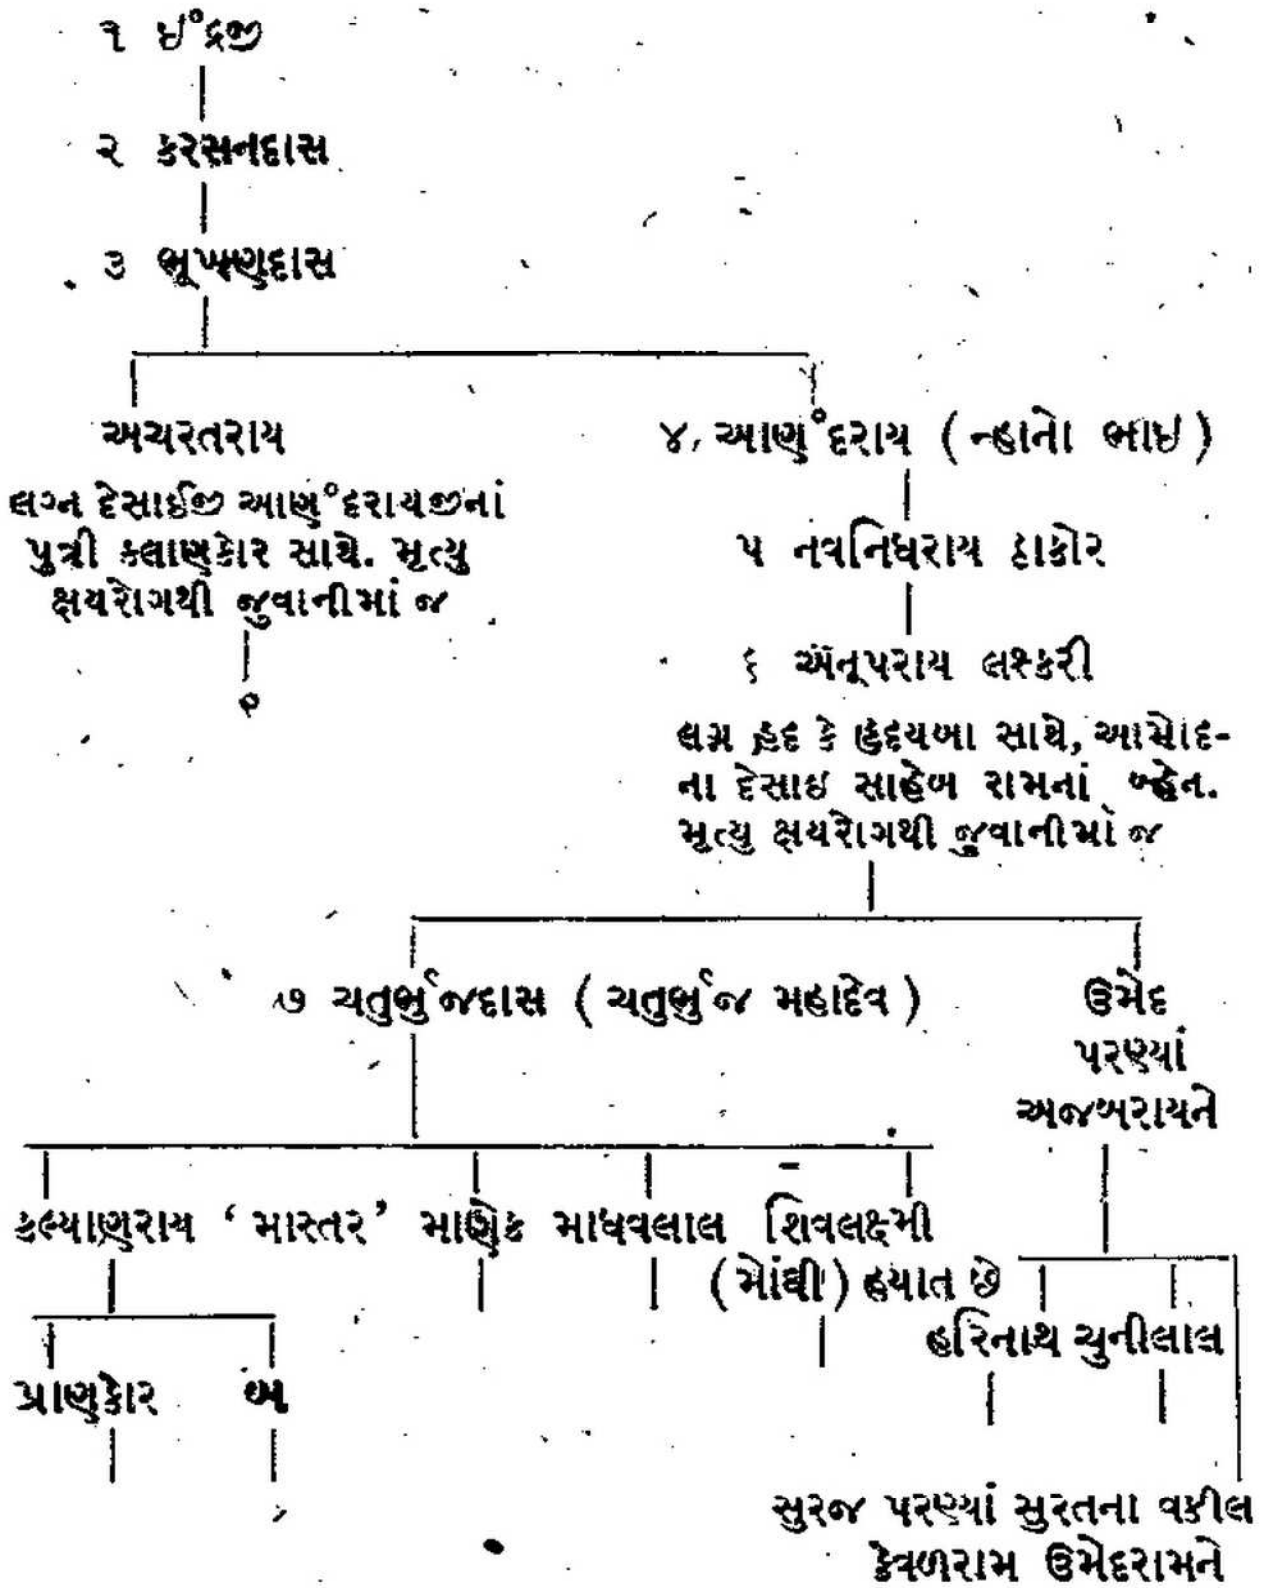 ૧ ઈંદ્રજી
૨ કરસનદાસ
૩ ભૂખણદાસ
અચરતરાય
૪, આણંદરાય ( ન્હાનો ભાઇ )
લગ્ન દેસાઈજી આણંદરાયજીનાં
પુત્રી કલાણકોર સાથે. મૃત્યુ
ક્ષયરોગથી જુવાનીમાં જ
૫ નવનિધરાય ઠાકોર
૬ અનૂપરાય લશ્કરી
લગ્ન હૃદ કે હૃદયબા સાથે, આમોદ-
ના દેસાઇ સાહેબ રામનાં બ્હેન.
મૃત્યુ ક્ષયરોગથી જુવાનીમાં જ
૭ ચતુર્ભુજદાસ ( ચતુર્ભુજ મહાદેવ )
ઉમેદ
પરણ્યાં
અજબરાયને
કલ્યાણરાય ‘ માસ્તર ’ માણેક માધવલાલ શિવલક્ષ્મી
( મોંઘી ) હયાત છે
હરિનાથ ચુનીલાલ
પ્રાણકોર બ
સુરજ પરણ્યાં સુરતના વકીલ
કેવળરામ ઉમેદરામને